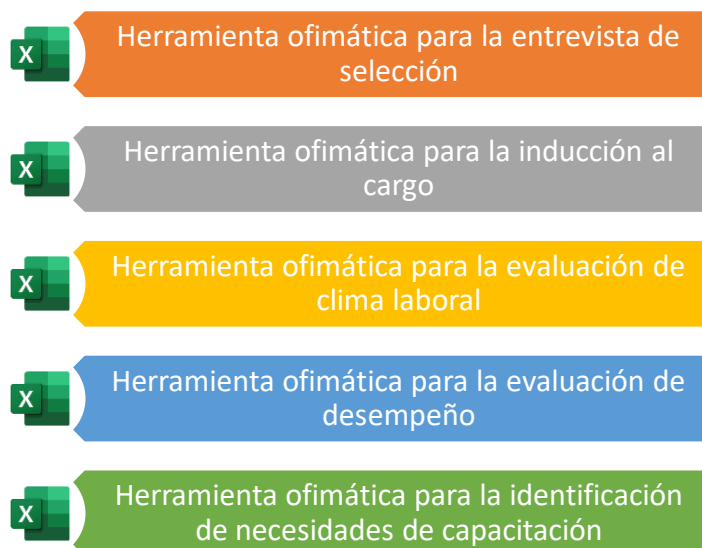 X
Herramienta ofimática para la entrevista de
selección
X
Herramienta ofimática para la inducción al
cargo
X
Herramienta ofimática para la evaluación de
clima laboral
X
Herramienta ofimática para la evaluación de
desempeño
X
Herramienta ofimática para la identificación
de necesidades de capacitación